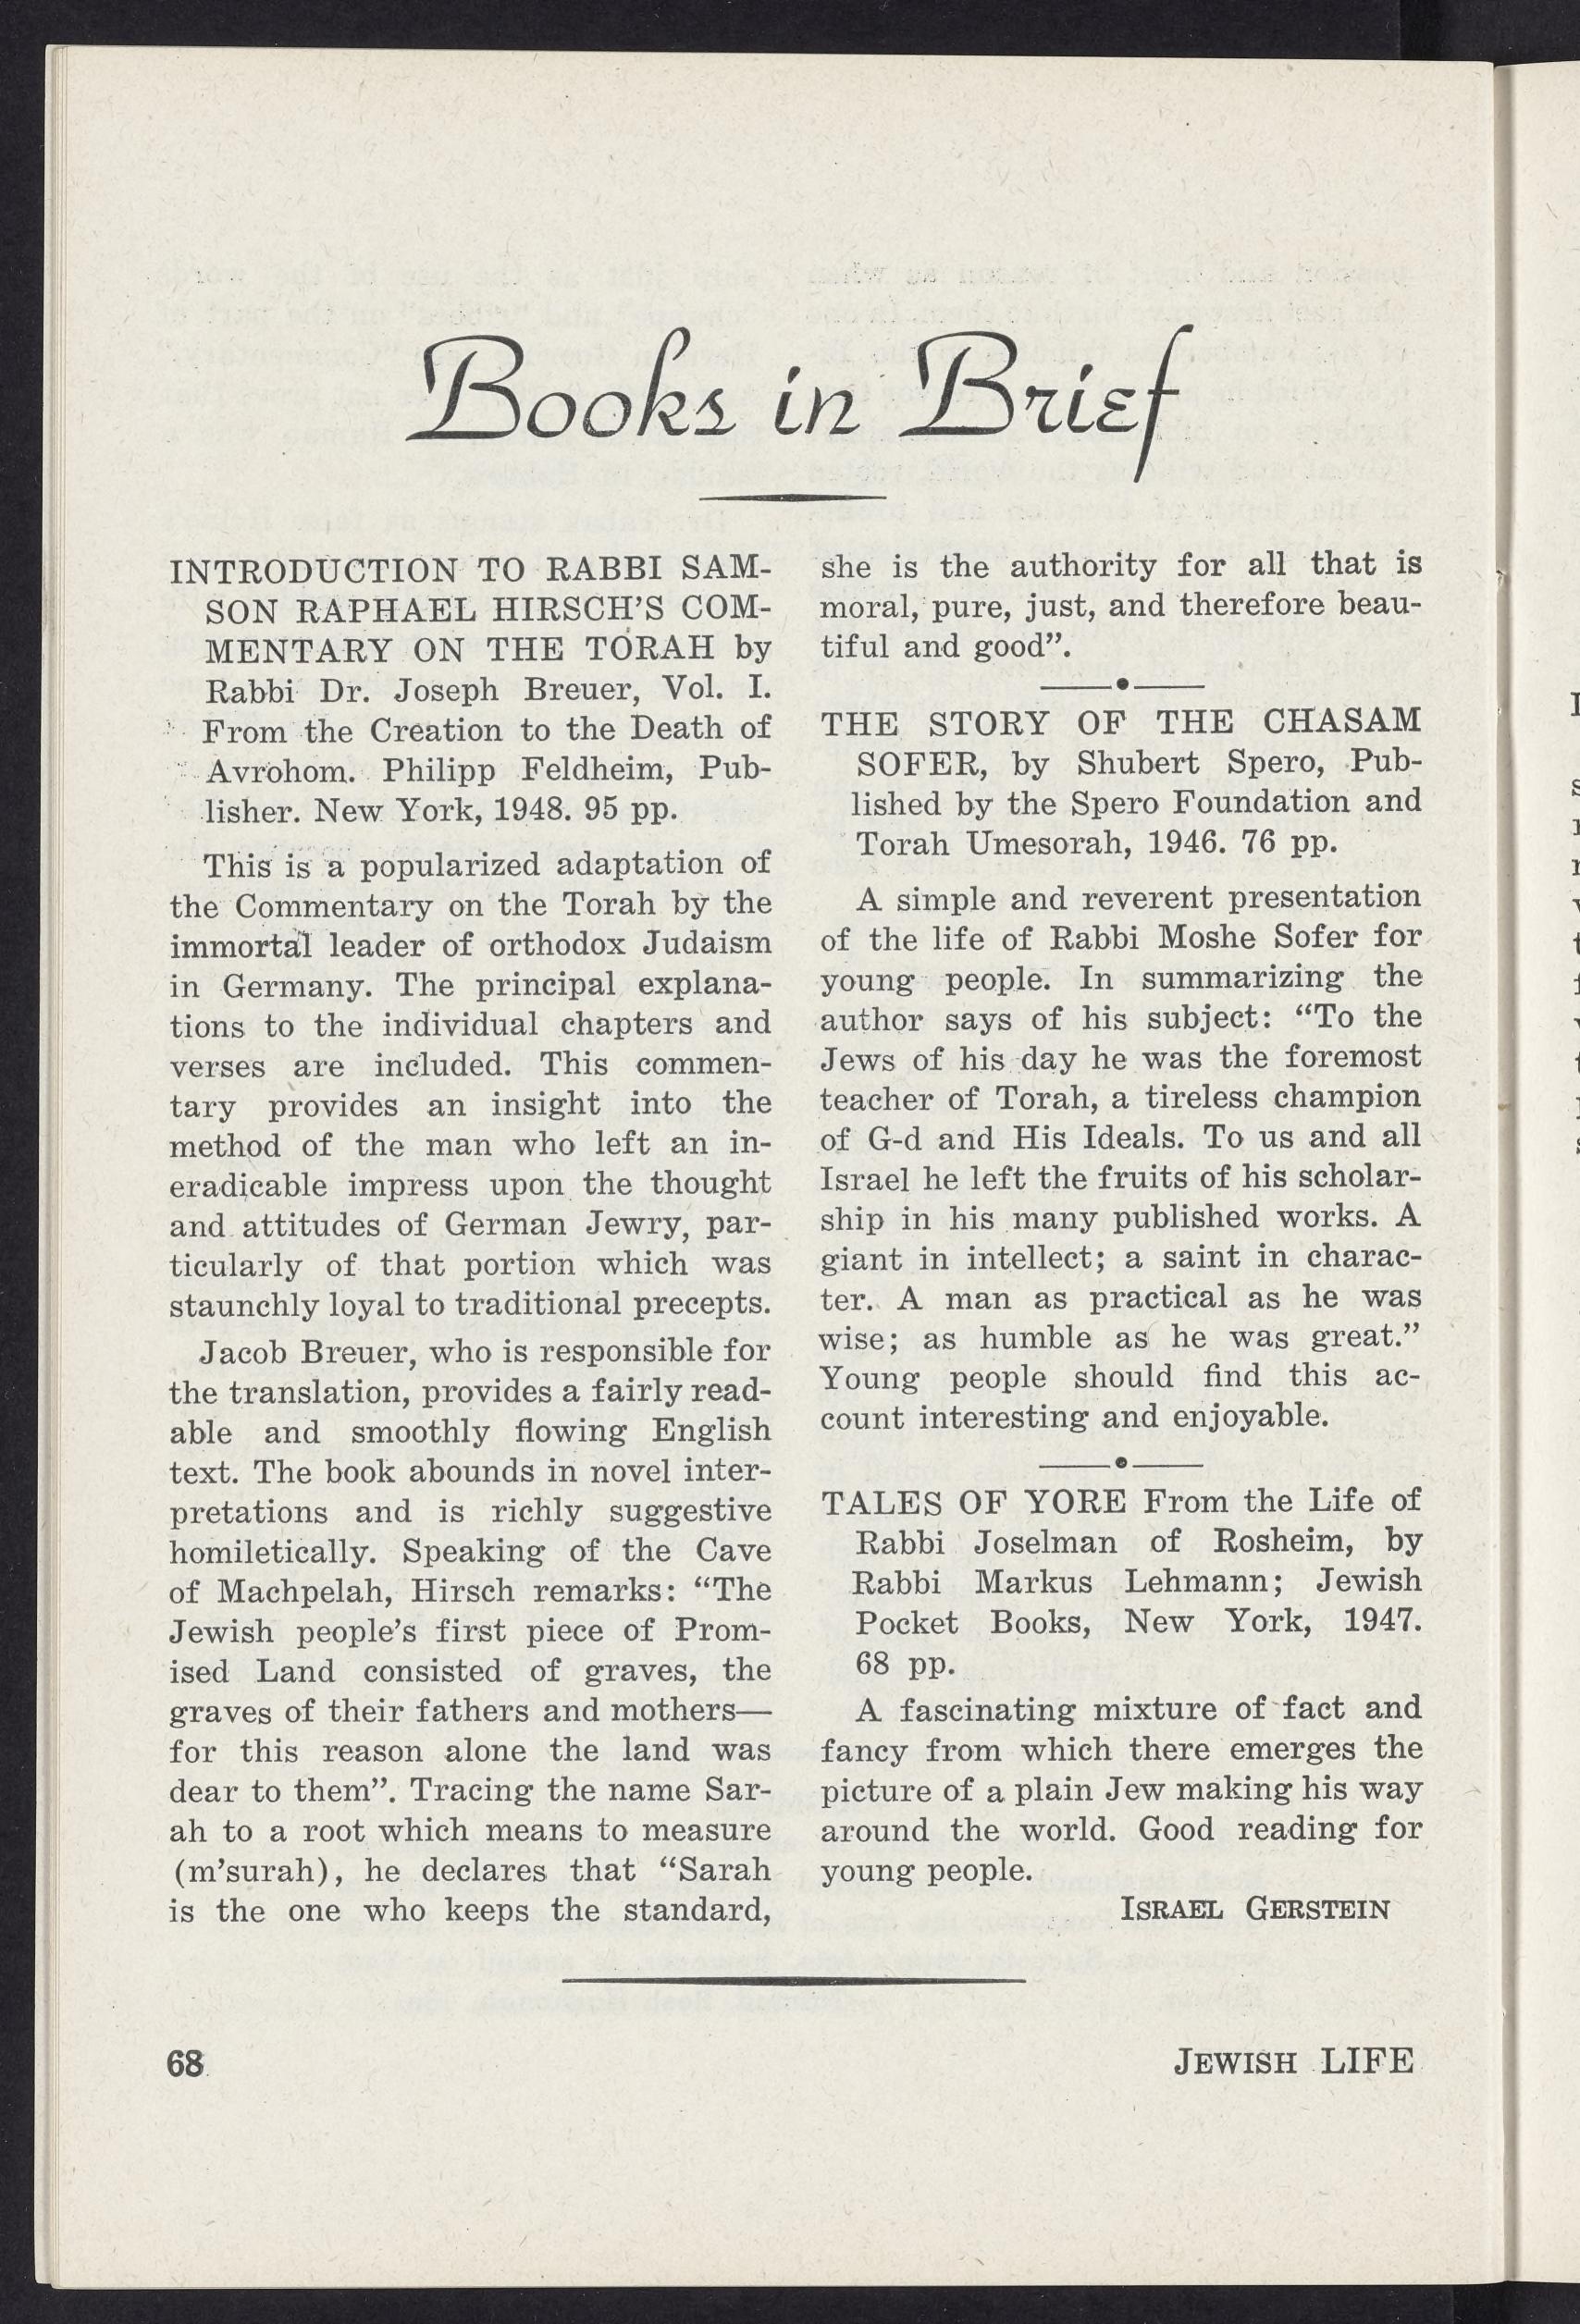 Books in Brief
INTRODUCTION TO RABBI SAM-
SON RAPHAEL HIRSCH'S COM-
MENTARY ON THE TORAH by
Rabbi Dr. Joseph Breuer, Vol. I.
From the Creation to the Death of
Avrohom. Philipp Feldheim, Pub-
lisher. New York, 1948. 95 pp.
This is a popularized adaptation of
the Commentary on the Torah by the
immortal leader of orthodox Judaism
in Germany. The principal explana-
tions to the individual chapters and
verses are included. This commen-
tary provides an insight into the
method of the man who left an in-
eradicable impress upon the thought
and attitudes of German Jewry, par-
ticularly of that portion which was
staunchly loyal to traditional precepts.
Jacob Breuer, who is responsible for
the translation, provides a fairly read-
able and smoothly flowing English
text. The book abounds in novel inter-
pretations and is richly suggestive
homiletically. Speaking of the Cave
of Machpelah, Hirsch remarks: "The
Jewish people's first piece of Prom-
ised Land consisted of graves, the
graves of their fathers and mothers—
for this reason alone the land was
dear to them". Tracing the name Sar-
ah to a root which means to measure
(m'surah), he declares that "Sarah
is the one who keeps the standard,
she is the authority for all that is
moral, pure, just, and therefore beau-
tiful and good".
THE STORY OF THE CHASAM
SOFER, by Shubert Spero, Pub-
lished by the Spero Foundation and
Torah Umesorah, 1946. 76 pp.
A simple and reverent presentation
of the life of Rabbi Moshe Sofer for
young people. In summarizing the
author says of his subject: "To the
Jews of his day he was the foremost
teacher of Torah, a tireless champion
of G-d and His Ideals. To us and all
Israel he left the fruits of his scholar-
ship in his many published works. A
giant in intellect; a saint in charac-
ter. A man as practical as he was
wise; as humble as he was great."
Young people should find this ac-
count interesting and enjoyable.
TALES OF YORE From the Life of
Rabbi Joselman of Rosheim, by
Rabbi Markus Lehmann; Jewish
Pocket Books, New York, 1947.
68 pp.
A fascinating mixture of fact and
fancy from which there emerges the
picture of a plain Jew making his way
around the world. Good reading for
young people.
ISRAEL GERSTEIN
68
JEWISH LIFE